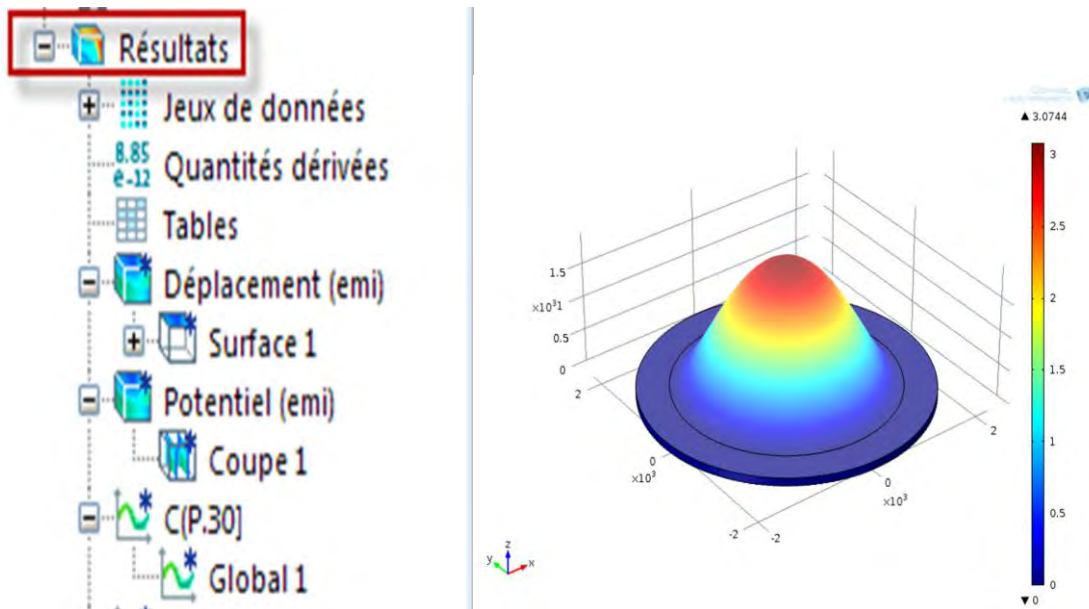 Résultats
Jeux de données
8.85
e-12
Quantités dérivées
Tables
Déplacement (emi)
Surface 1
Potentiel (emi)
Coupe 1
C(P.30]
Global 1
▲ 3.0744
3
2.5
2
1.5
1
0.5
0
▼ 0
1.5
×10³1
0.5
0
2
0
×10³
-2
-2
0
×10³
2
z
y
x